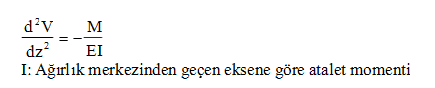 d²V/dz² = -M/EI
I: Ağırlık merkezinden geçen eksene göre atalet momenti